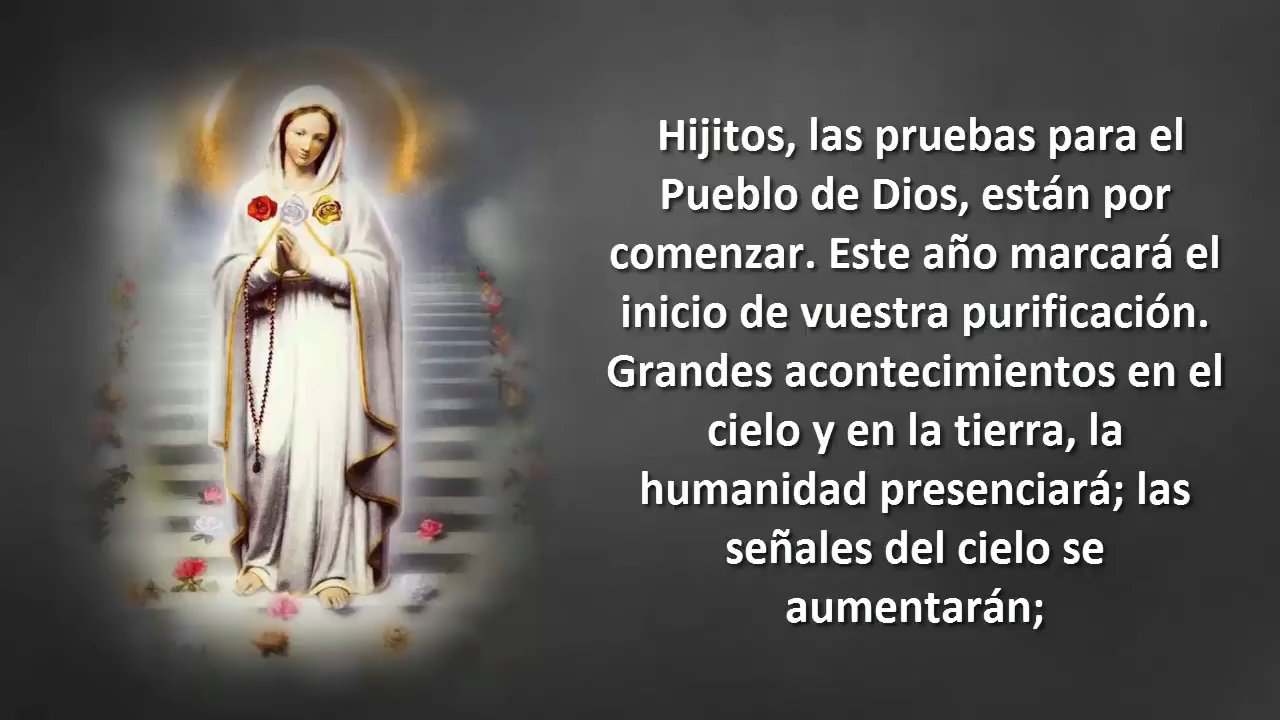 Hijitos, las pruebas para el
Pueblo de Dios, están por
comenzar. Este año marcará el
inicio de vuestra purificación.
Grandes acontecimientos en el
cielo y en la tierra, la
humanidad presenciará; las
señales del cielo se
aumentarán;